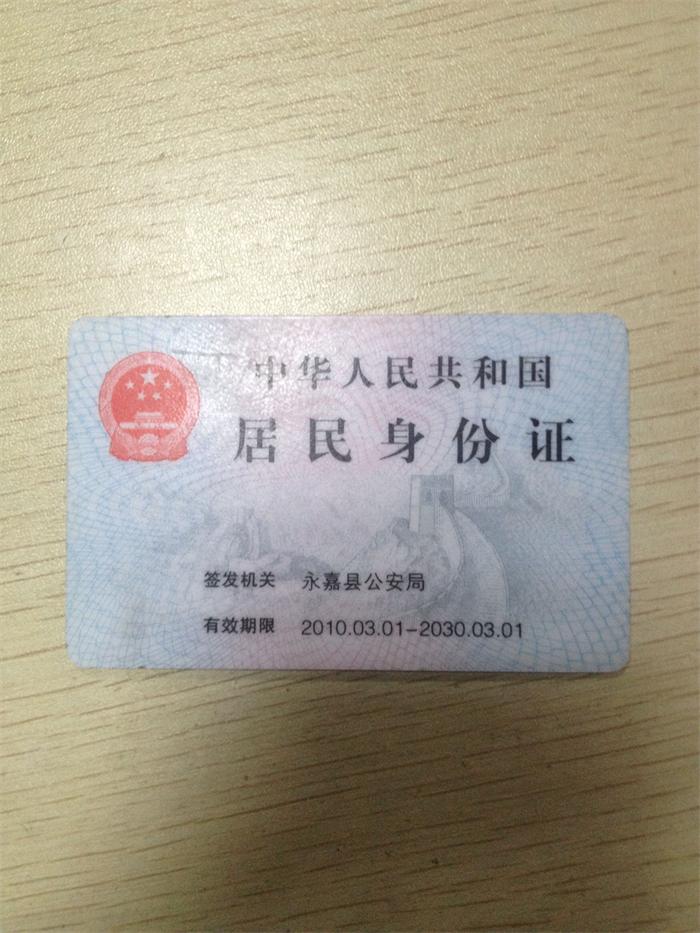 中华人民共和国
居民身份证
签发机关 永嘉县公安局
有效期限 2010.03.01-2030.03.01